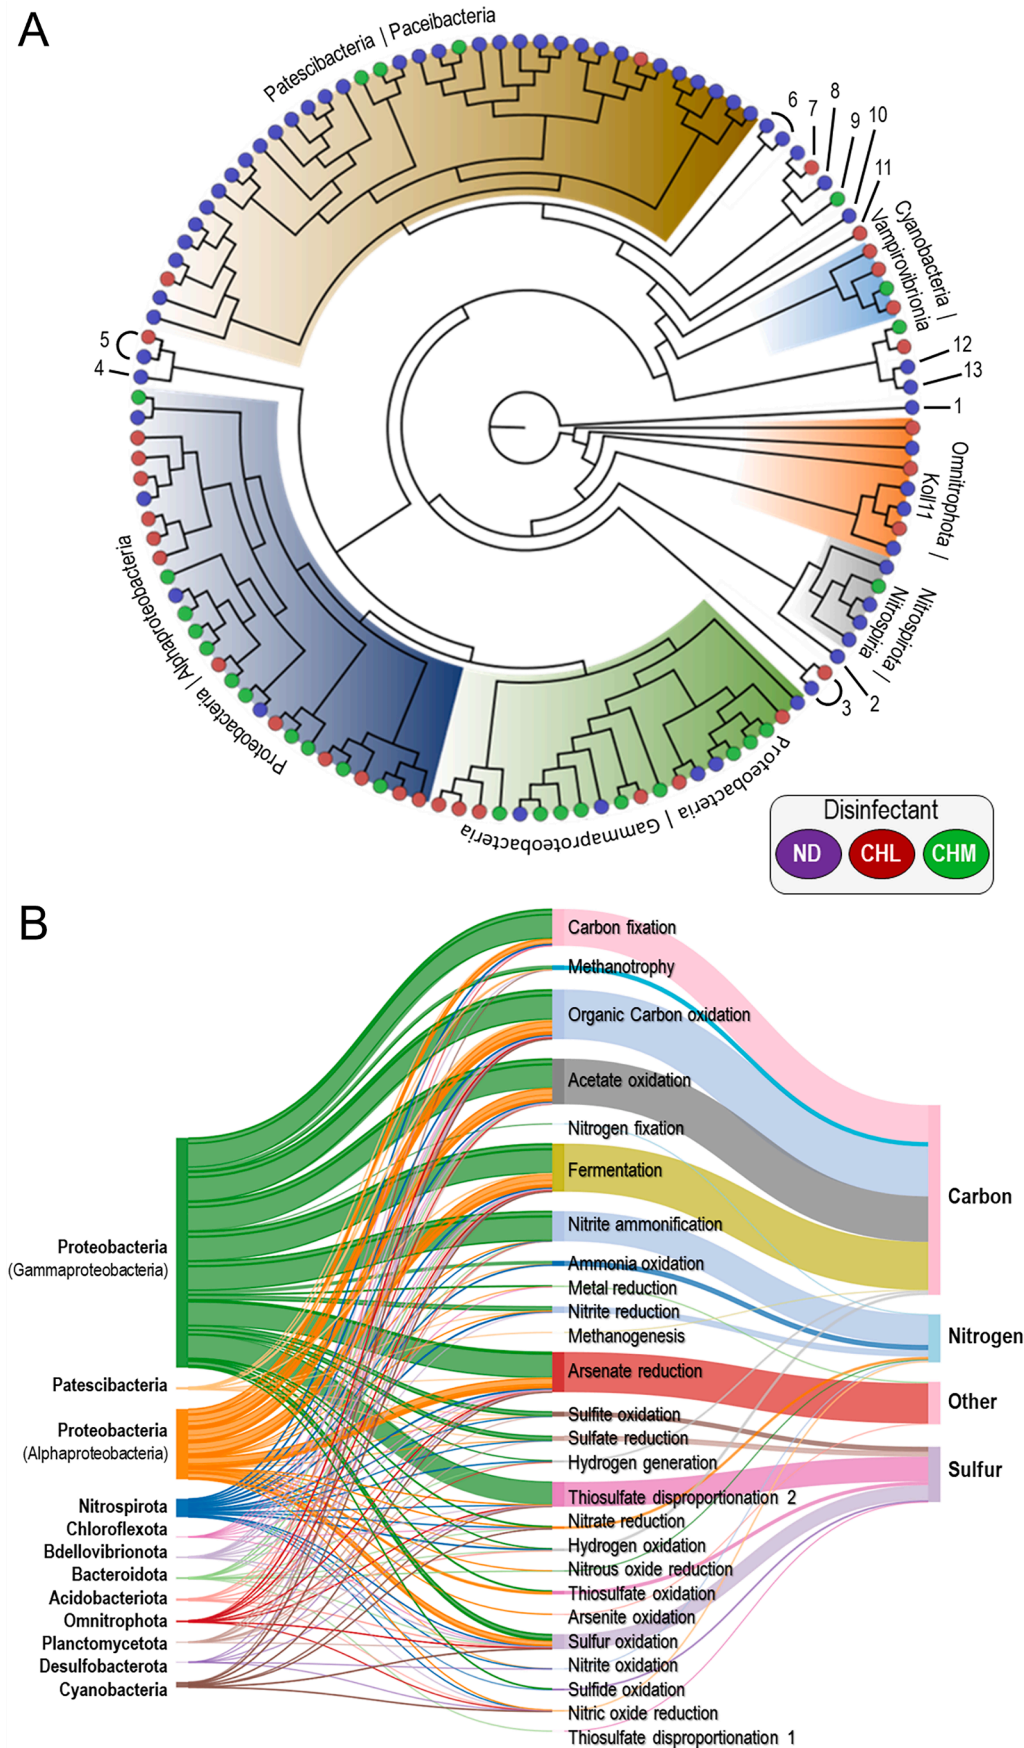 A
Patescibacteria | Paceibacteria
6
7
8
9
10
11
Cyanobacteria |
Vampirovibrionia
12
13
1
Omnitrophota |
Koll11
Nitrospirota |
Nitrospiria
2
3
Proteobacteria | Gammaproteobacteria
Proteobacteria | Alphaproteobacteria
4
5
Disinfectant
ND
CHL
CHM
B
Proteobacteria
(Gammaproteobacteria)
Patescibacteria
Proteobacteria
(Alphaproteobacteria)
Nitrospirota
Chloroflexota
Bdellovibrionota
Bacteroidota
Acidobacteriota
Omnitrophota
Planctomycetota
Desulfobacterota
Cyanobacteria
Carbon fixation
Methanotrophy
Organic Carbon oxidation
Acetate oxidation
Nitrogen fixation
Fermentation
Nitrite ammonification
Ammonia oxidation
Metal reduction
Nitrite reduction
Methanogenesis
Arsenate reduction
Sulfite oxidation
Sulfate reduction
Hydrogen generation
Thiosulfate disproportionation 2
Nitrate reduction
Hydrogen oxidation
Nitrous oxide reduction
Thiosulfate oxidation
Arsenite oxidation
Sulfur oxidation
Nitrite oxidation
Sulfide oxidation
Nitric oxide reduction
Thiosulfate disproportionation 1
Carbon
Nitrogen
Other
Sulfur